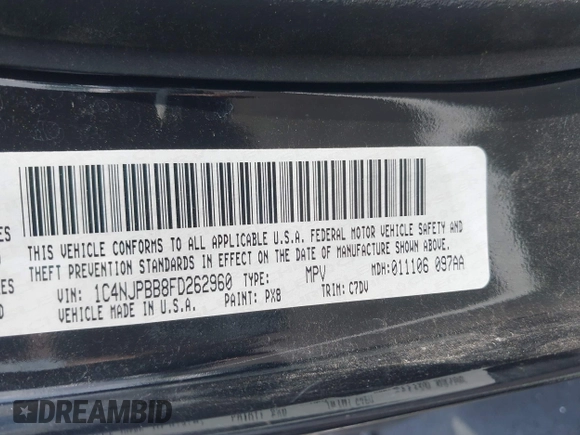 THIS VEHICLE CONFORMS TO ALL APPLICABLE U.S.A. FEDERAL MOTOR VEHICLE SAFETY AND
THEFT PREVENTION STANDARDS IN EFFECT ON THE DATE OF MANUFACTURE SHOWN ABOVE.
VIN: 1C4NJPBB8FD262960 TYPE: MPV MDH:011106 097AA
VEHICLE MADE IN U.S.A. PAINT: PX8 TRIM: C7DV
DREAMBID